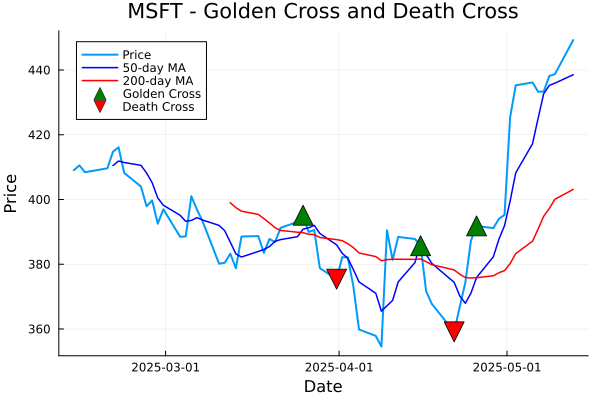 MSFT - Golden Cross and Death Cross
Price
50-day MA
200-day MA
Golden Cross
Death Cross
Price
440
420
400
380
360
2025-03-01
2025-04-01
2025-05-01
Date